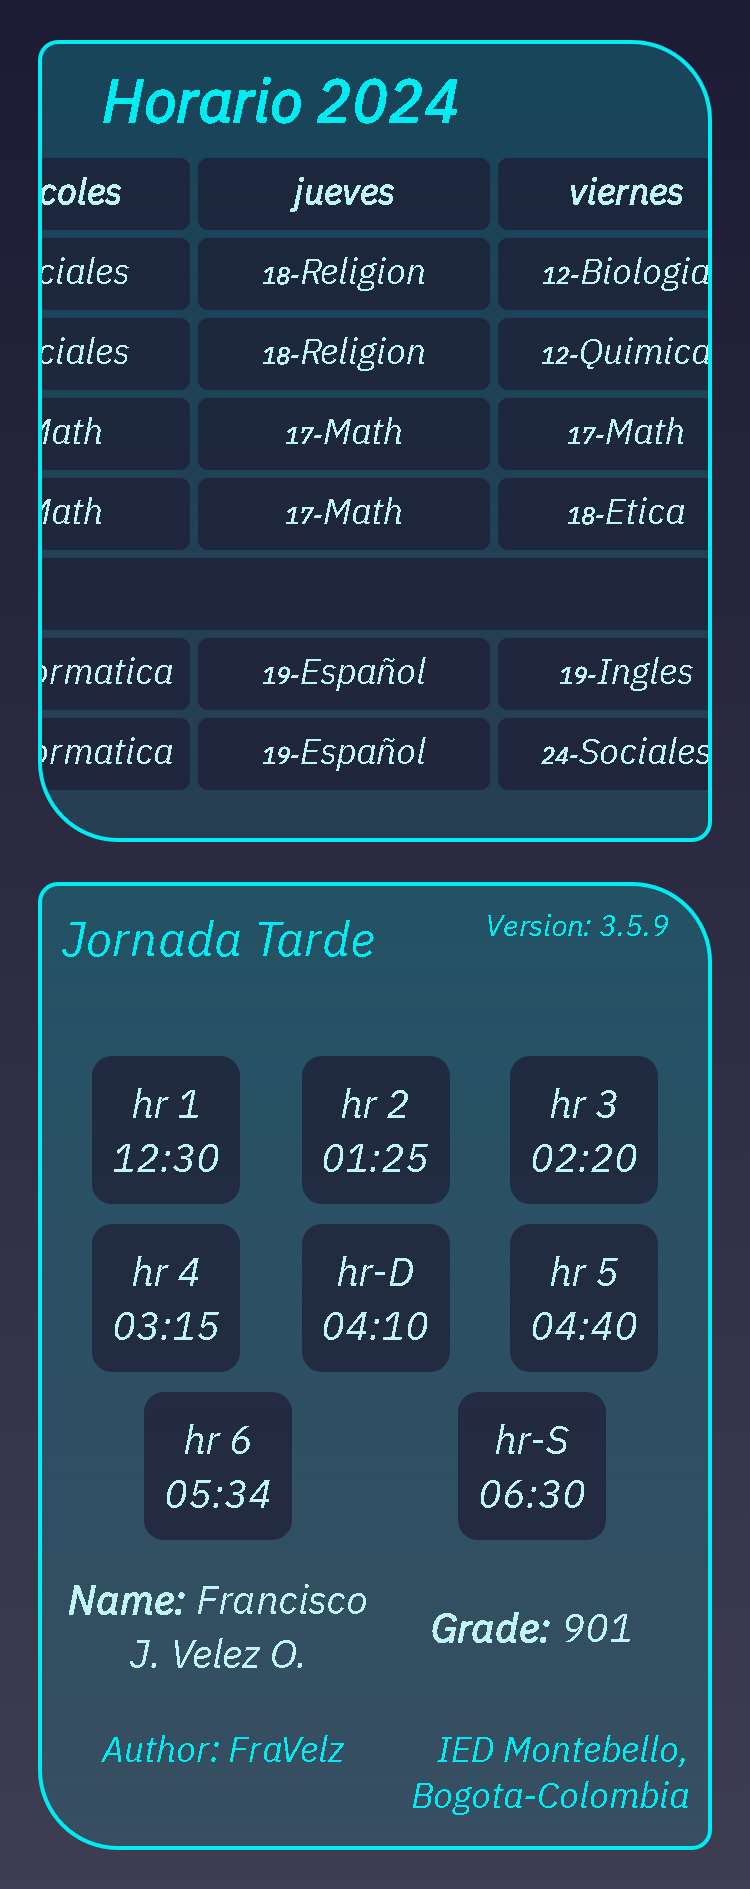 Horario 2024
coles jueves viernes
ciales 18-Religion 12-Biologia
ciales 18-Religion 12-Quimica
Math 17-Math 17-Math
Math 17-Math 18-Etica
ormatica 19-Español 19-Ingles
ormatica 19-Español 24-Sociales
Jornada Tarde Version: 3.5.9
hr 1 hr 2 hr 3
12:30 01:25 02:20
hr 4 hr-D hr 5
03:15 04:10 04:40
hr 6 hr-S
05:34 06:30
Name: Francisco
J. Velez O.
Grade: 901
Author: FraVelz
IED Montebello,
Bogota-Colombia